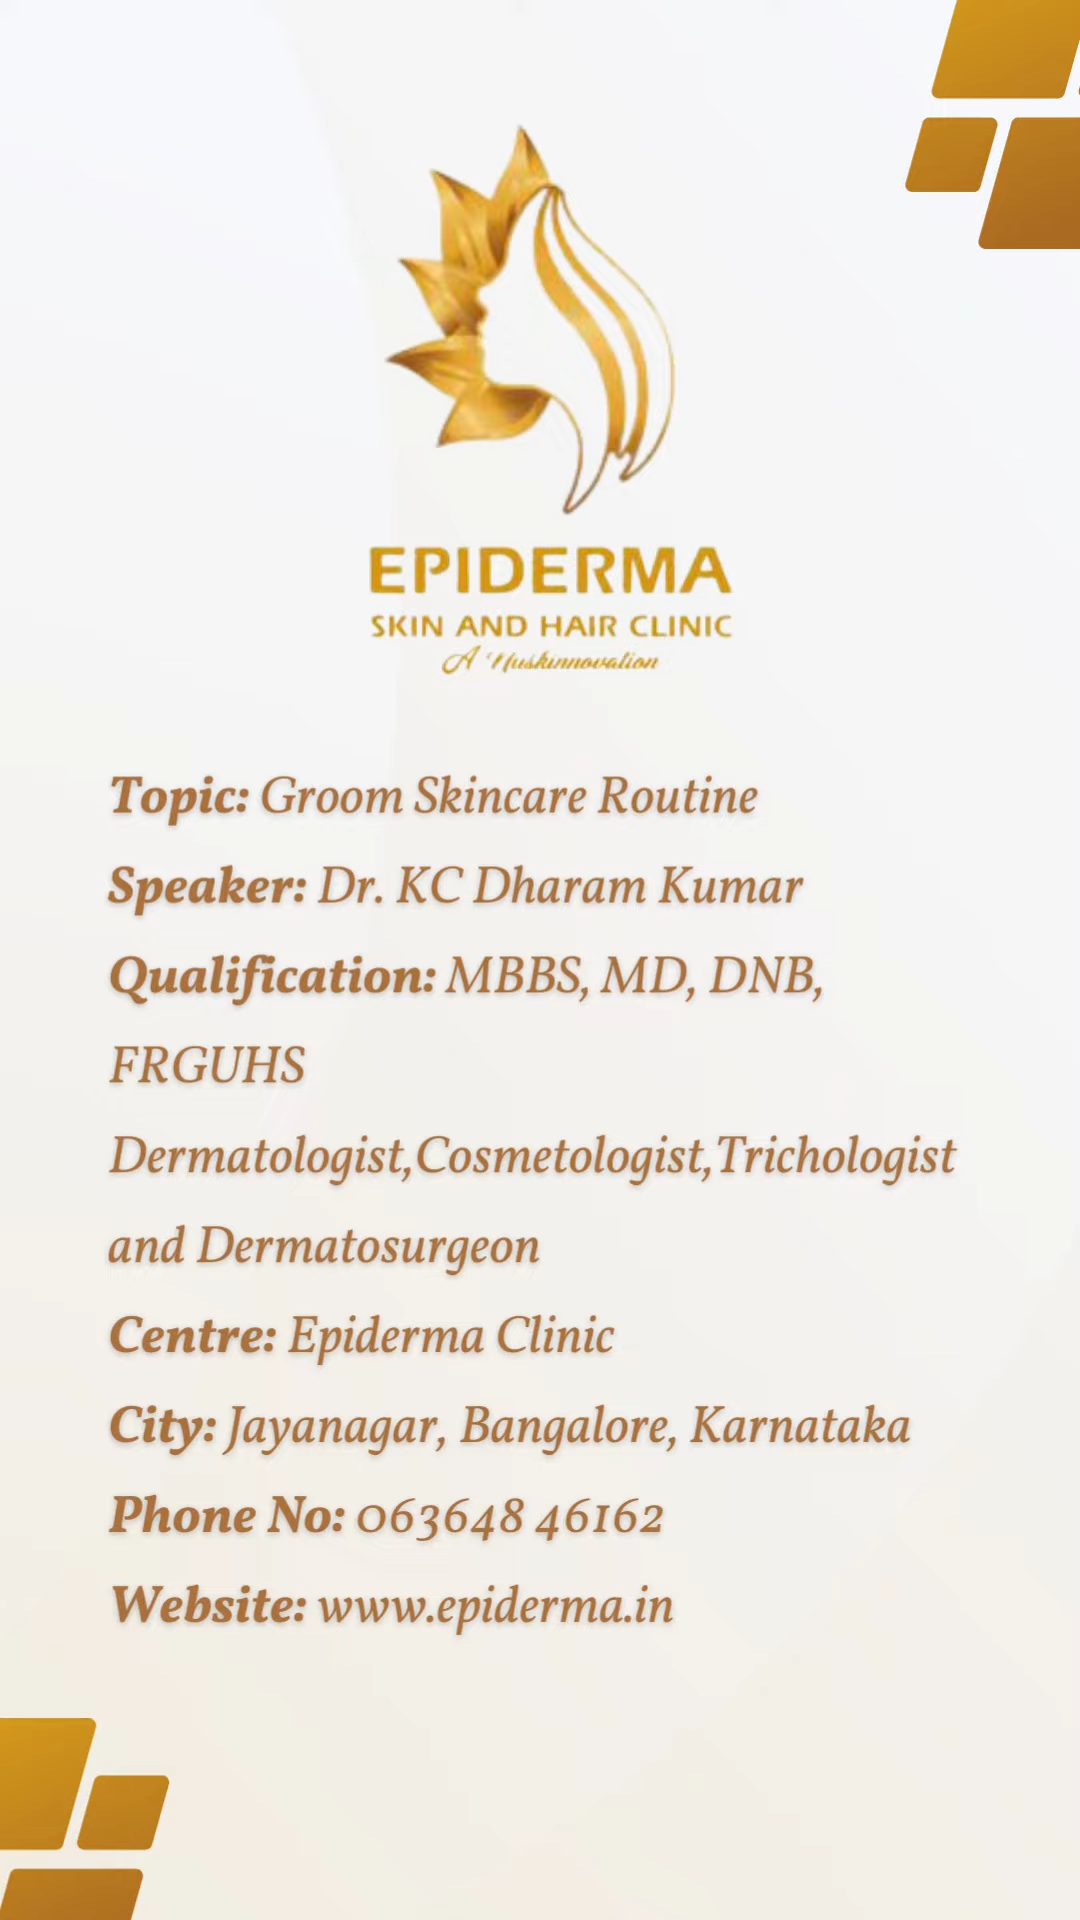 EPIDERMA
SKIN AND HAIR CLINIC
A Nuskinnovation
Topic: Groom Skincare Routine
Speaker: Dr. KC Dharam Kumar
Qualification: MBBS, MD, DNB,
FRGUHS
Dermatologist,Cosmetologist,Trichologist
and Dermatosurgeon
Centre: Epiderma Clinic
City: Jayanagar, Bangalore, Karnataka
Phone No: 063648 46162
Website: www.epiderma.in